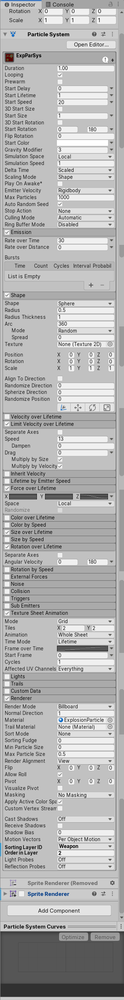 Inspector Console
Rotation X 0 Y 0 Z 0
Scale X 1 Y 1 Z 1
Particle System
Open Editor...
ExpParSys
Duration 1.00
Looping
Prewarm
Start Delay 0
Start Lifetime 1
Start Speed 20
3D Start Size
Start Size 1
3D Start Rotation
Start Rotation 0 180
Flip Rotation 0
Start Color
Gravity Modifier 3
Simulation Space Local
Simulation Speed 1
Delta Time Scaled
Scaling Mode Shape
Play On Awake*
Emitter Velocity Rigidbody
Max Particles 1000
Auto Random Seed
Stop Action None
Culling Mode Automatic
Ring Buffer Mode Disabled
Emission
Rate over Time 30
Rate over Distance 0
Bursts
Time Count Cycles Interval Probabil
List is Empty
+ −
Shape
Shape Sphere
Radius 0.5
Radius Thickness 1
Arc 360
Mode Random
Spread 0
Texture None (Texture 2D)
Position X 0 Y 0 Z 0
Rotation X 0 Y 0 Z 0
Scale X 1 Y 1 Z 1
Align To Direction
Randomize Direction 0
Spherize Direction 0
Randomize Position 0
Velocity over Lifetime
Limit Velocity over Lifetime
Separate Axes
Speed 13
Dampen 0
Drag 0
Multiply by Size
Multiply by Velocity
Inherit Velocity
Lifetime by Emitter Speed
Force over Lifetime
X Y Z
Space Local
Randomize
Color over Lifetime
Color by Speed
Size over Lifetime
Size by Speed
Rotation over Lifetime
Separate Axes
Angular Velocity 0 180
Rotation by Speed
External Forces
Noise
Collision
Triggers
Sub Emitters
Texture Sheet Animation
Mode Grid
Tiles X 2 Y 2
Animation Whole Sheet
Time Mode Lifetime
Frame over Time
Start Frame 0
Cycles 1
Affected UV Channels Everything
Lights
Trails
Custom Data
Renderer
Render Mode Billboard
Normal Direction 1
Material ExplosionParticle
Trail Material None (Material)
Sort Mode None
Sorting Fudge 0
Min Particle Size 0
Max Particle Size 0.5
Render Alignment View
Flip X 0 Y 0 Z 0
Allow Roll
Pivot X 0 Y 0 Z 0
Visualize Pivot
Masking No Masking
Apply Active Color Spa
Custom Vertex Stream
Cast Shadows Off
Receive Shadows
Shadow Bias 0
Motion Vectors Per Object Motion
Sorting Layer ID Weapon
Order in Layer 2
Light Probes Off
Reflection Probes Off
Sprite Renderer (Removed
Sprite Renderer
Add Component
Particle System Curves
Optimize Remove